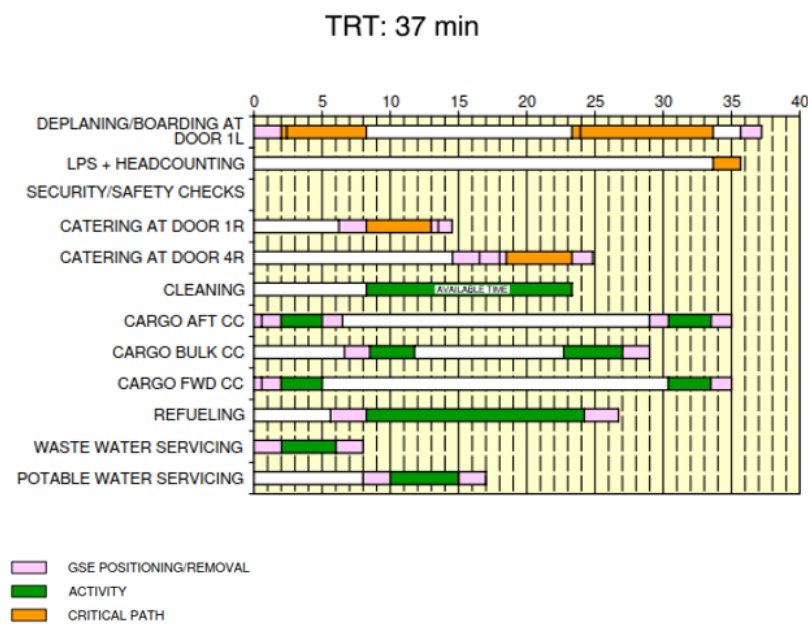 TRT: 37 min
0 5 10 15 20 25 30 35 40
DEPLANING/BOARDING AT
DOOR 1L
LPS + HEADCOUNTING
SECURITY/SAFETY CHECKS
CATERING AT DOOR 1R
CATERING AT DOOR 4R
CLEANING
AVAILABLE TIME
CARGO AFT CC
CARGO BULK CC
CARGO FWD CC
REFUELING
WASTE WATER SERVICING
POTABLE WATER SERVICING
GSE POSITIONING/REMOVAL
ACTIVITY
CRITICAL PATH